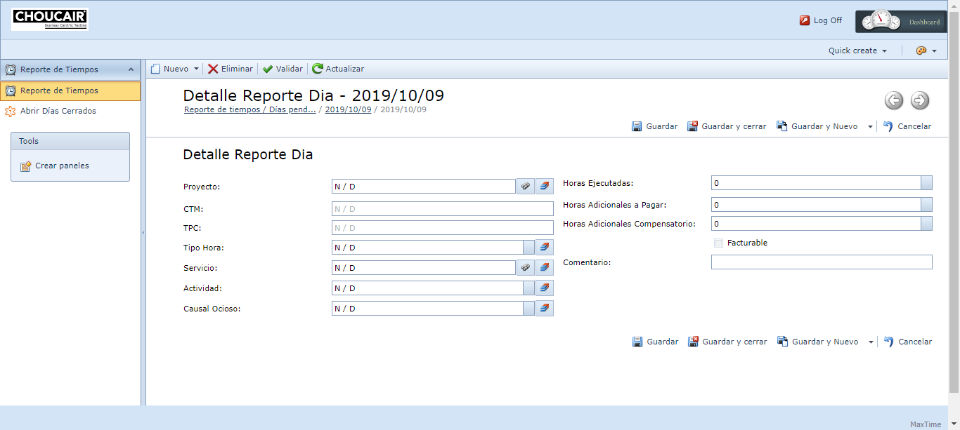 CHOUCAIR
Business Centric Testing
Log Off
Dashboard
Quick create
Reporte de Tiempos
Nuevo
Eliminar
Validar
Actualizar
Reporte de Tiempos
Abrir Días Cerrados
Tools
Crear paneles
Detalle Reporte Dia - 2019/10/09
Reporte de tiempos / Días pend... / 2019/10/09 / 2019/10/09
Guardar
Guardar y cerrar
Guardar y Nuevo
Cancelar
Detalle Reporte Dia
Proyecto: N / D
CTM: N / D
TPC: N / D
Tipo Hora: N / D
Servicio: N / D
Actividad: N / D
Causal Ocioso: N / D
Horas Ejecutadas: 0
Horas Adicionales a Pagar: 0
Horas Adicionales Compensatorio: 0
Facturable
Comentario:
Guardar
Guardar y cerrar
Guardar y Nuevo
Cancelar
MaxTime